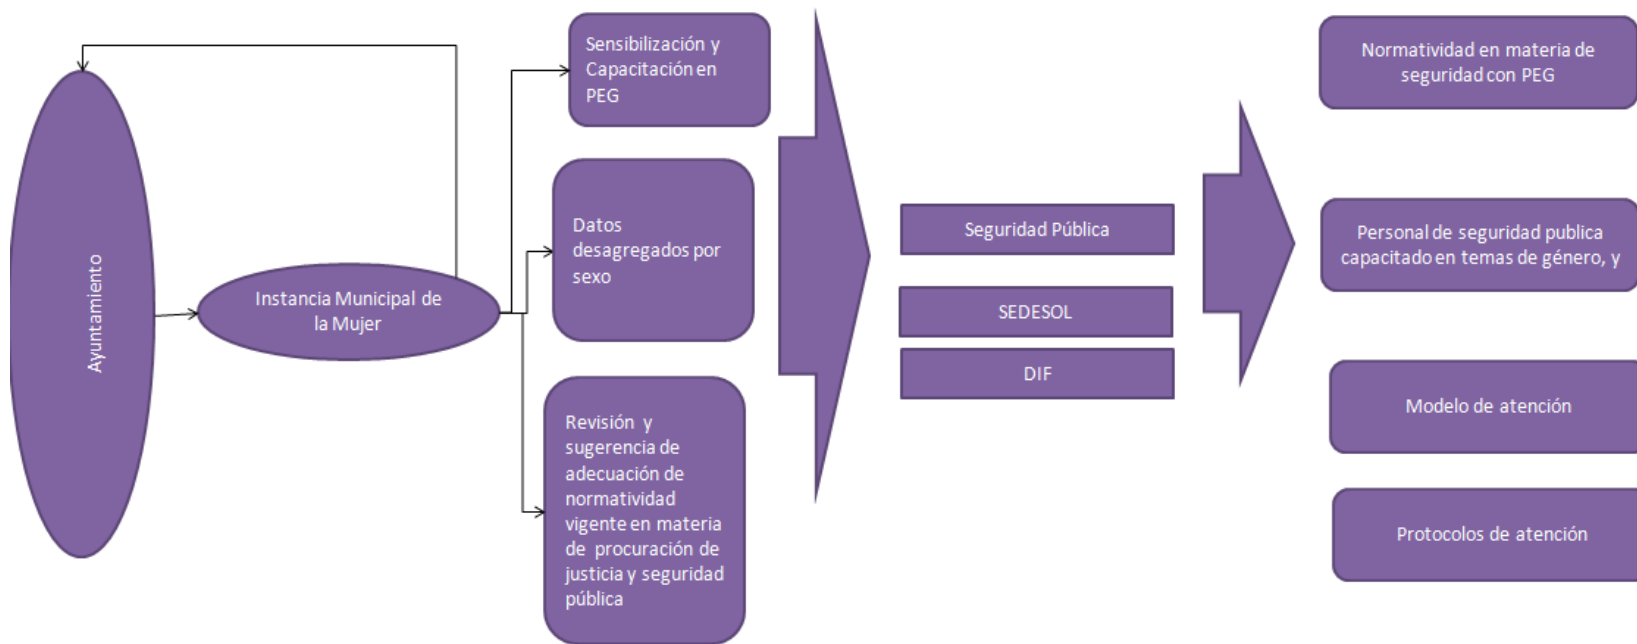 Ayuntamiento
Instancia Municipal de
la Mujer
Sensibilización y
Capacitación en
PEG
Datos
desagregados por
sexo
Revisión y
sugerencia de
adecuación de
normatividad
vigente en materia
de procuración de
justicia y seguridad
pública
Seguridad Pública
SEDESOL
DIF
Normatividad en materia de
seguridad con PEG
Personal de seguridad publica
capacitado en temas de género, y
Modelo de atención
Protocolos de atención